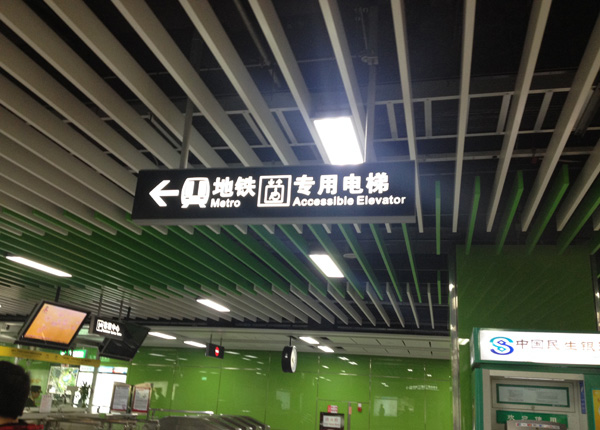 地铁 专用电梯
Metro Accessible Elevator
中国民生银